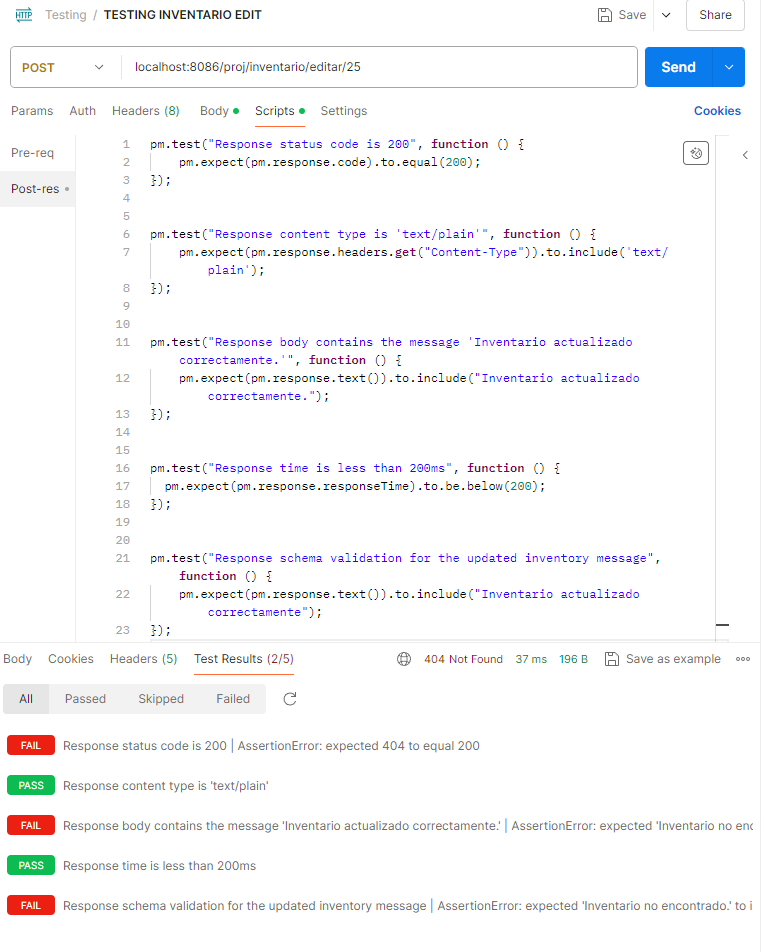 HTTP Testing / TESTING INVENTARIO EDIT Save Share
POST localhost:8086/proj/inventario/editar/25 Send
Params Auth Headers (8) Body Scripts Settings Cookies
Pre-req
Post-res
1 pm.test("Response status code is 200", function () {
2 pm.expect(pm.response.code).to.equal(200);
3 });
4
5
6 pm.test("Response content type is 'text/plain'", function () {
7 pm.expect(pm.response.headers.get("Content-Type")).to.include('text/
plain');
8 });
9
10
11 pm.test("Response body contains the message 'Inventario actualizado
correctamente.'", function () {
12 pm.expect(pm.response.text()).to.include("Inventario actualizado
correctamente.");
13 });
14
15
16 pm.test("Response time is less than 200ms", function () {
17 pm.expect(pm.response.responseTime).to.be.below(200);
18 });
19
20
21 pm.test("Response schema validation for the updated inventory message",
function () {
22 pm.expect(pm.response.text()).to.include("Inventario actualizado
correctamente");
23 });
Body Cookies Headers (5) Test Results (2/5) 404 Not Found 37 ms 196 B Save as example
All Passed Skipped Failed
FAIL Response status code is 200 | AssertionError: expected 404 to equal 200
PASS Response content type is 'text/plain'
FAIL Response body contains the message 'Inventario actualizado correctamente.' | AssertionError: expected 'Inventario no
PASS Response time is less than 200ms
FAIL Response schema validation for the updated inventory message | AssertionError: expected 'Inventario no encontrado.' to